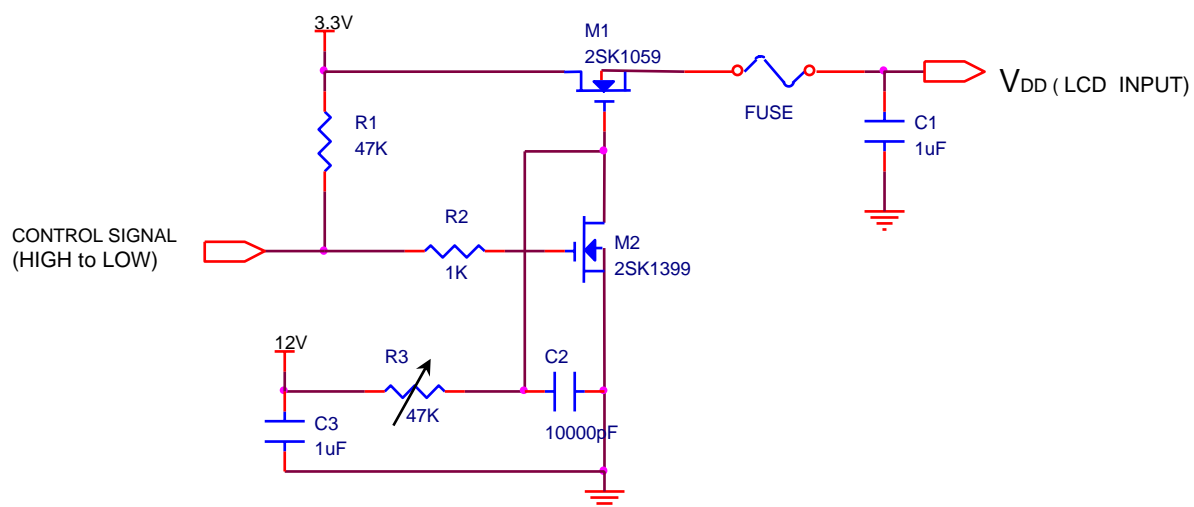 3.3V
M1
2SK1059
VDD ( LCD INPUT)
FUSE
R1
47K
C1
1uF
CONTROL SIGNAL
(HIGH to LOW)
R2
1K
M2
2SK1399
12V
R3
47K
C2
10000pF
C3
1uF